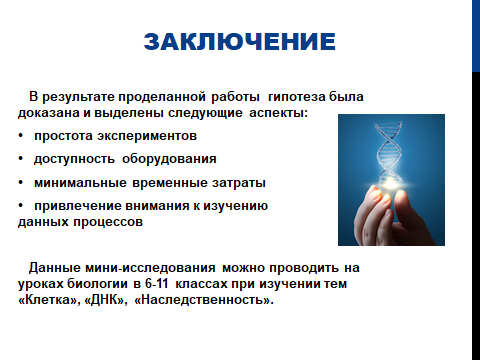 ЗАКЛЮЧЕНИЕ
В результате проделанной работы гипотеза была
доказана и выделены следующие аспекты:
• простота экспериментов
• доступность оборудования
• минимальные временные затраты
• привлечение внимания к изучению
данных процессов
Данные мини-исследования можно проводить на
уроках биологии в 6-11 классах при изучении тем
«Клетка», «ДНК», «Наследственность».